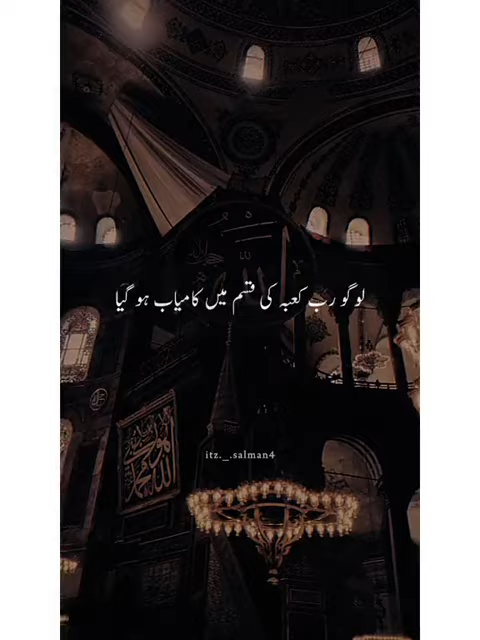 لوگو رب کعبہ کی قسم میں کامیاب ہو گیا
itz._.salman4